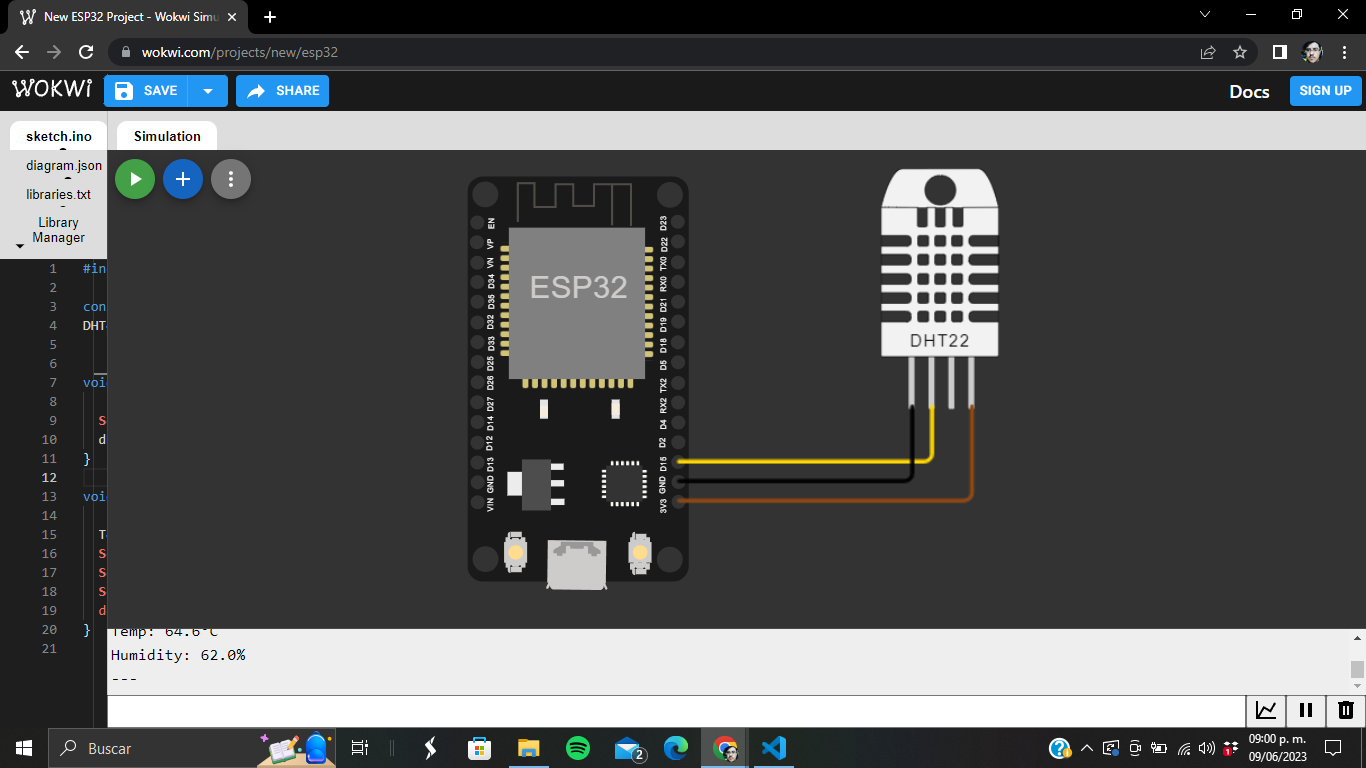 New ESP32 Project - Wokwi Simu
wokwi.com/projects/new/esp32
WOKWi
SAVE
SHARE
Docs
SIGN UP
sketch.ino
diagram.json
libraries.txt
Library
Manager
Simulation
1 #in
2
3 con
4 DHT
5
6
7 voi
8
9 S
10 d
11 }
12
13 voi
14
15 T
16 S
17 S
18 S
19 d
20 }
21
EN
VP
VN
D34
D35
D32
D33
D25
D26
D27
D14
D12
D13
GND
VIN
ESP32
D23
D22
TX0
RX0
D21
D19
D18
D5
TX2
RX2
D4
D2
D15
GND
3V3
DHT22
Temp: 64.6°C
Humidity: 62.0%
---
Buscar
2
1
09:00 p. m.
09/06/2023